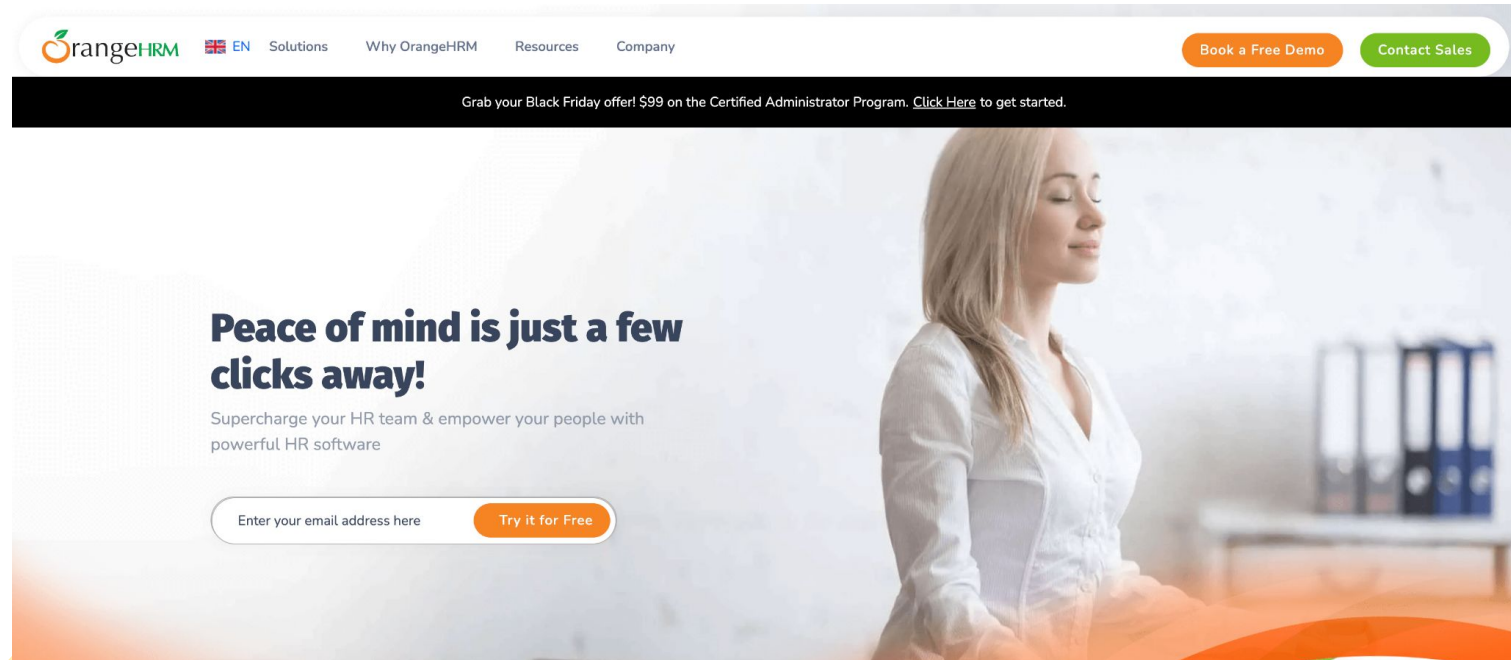 OrangeHRM
EN
Solutions
Why OrangeHRM
Resources
Company
Book a Free Demo
Contact Sales
Grab your Black Friday offer! $99 on the Certified Administrator Program. Click Here to get started.
Peace of mind is just a few
clicks away!
Supercharge your HR team & empower your people with
powerful HR software
Enter your email address here
Try it for Free